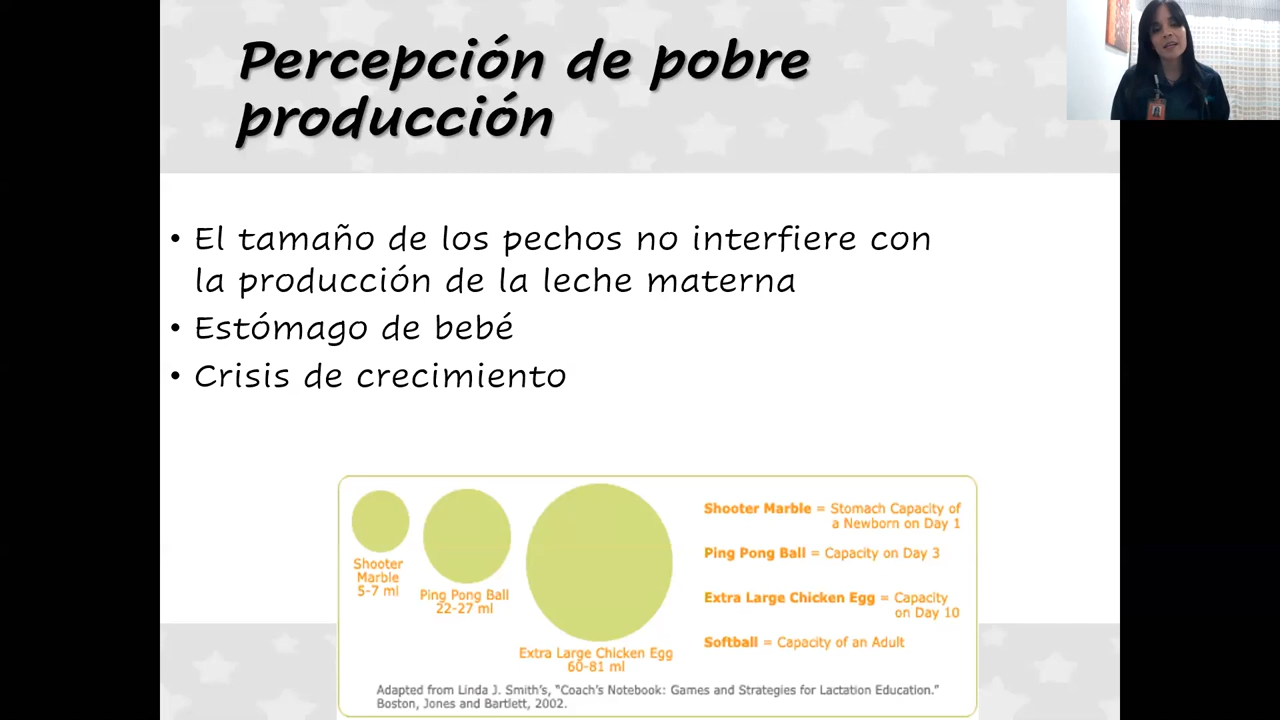 Percepción de pobre
producción
• El tamaño de los pechos no interfiere con
la producción de la leche materna
• Estómago de bebé
• Crisis de crecimiento
Shooter
Marble
5-7 ml
Ping Pong Ball
22-27 ml
Extra Large Chicken Egg
60-81 ml
Shooter Marble = Stomach Capacity of
a Newborn on Day 1
Ping Pong Ball = Capacity on Day 3
Extra Large Chicken Egg = Capacity
on Day 10
Softball = Capacity of an Adult
Adapted from Linda J. Smith's, "Coach's Notebook: Games and Strategies for Lactation Education."
Boston, Jones and Bartlett, 2002.